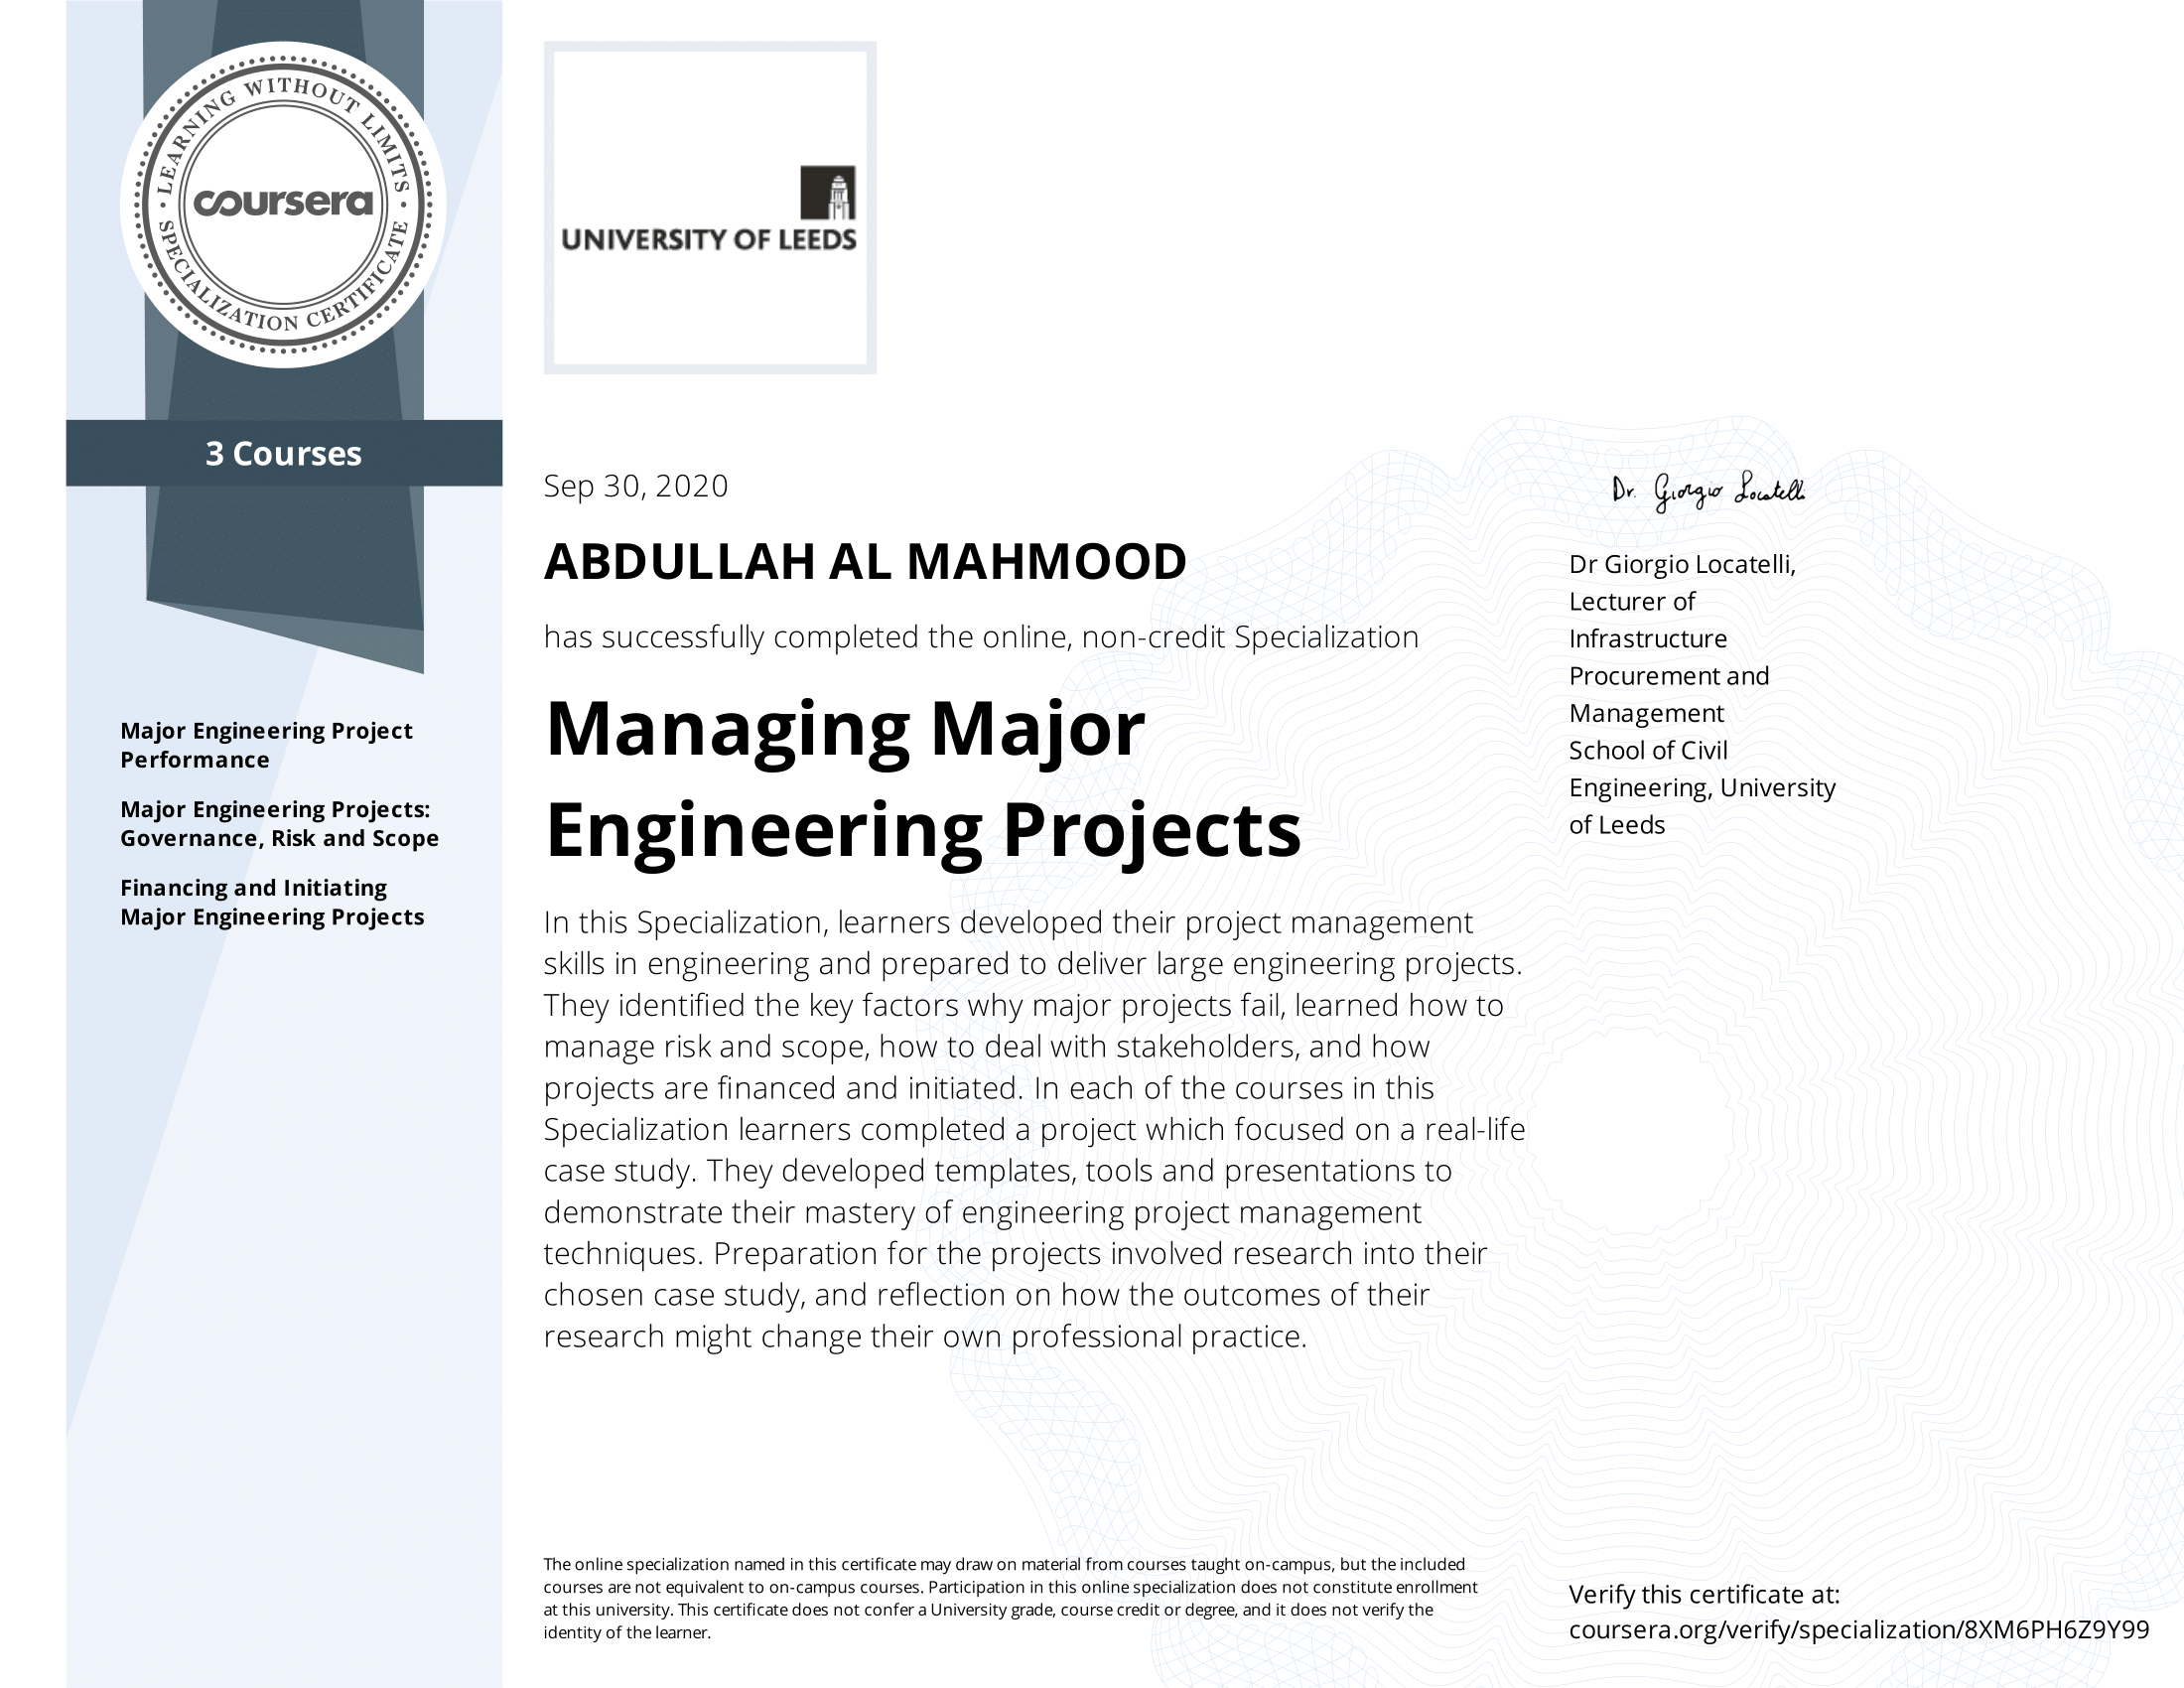 LEARNING WITHOUT LIMITS
coursera
SPECIALIZATION CERTIFICATE
3 Courses
Major Engineering Project
Performance
Major Engineering Projects:
Governance, Risk and Scope
Financing and Initiating
Major Engineering Projects
UNIVERSITY OF LEEDS
Sep 30, 2020
ABDULLAH AL MAHMOOD
has successfully completed the online, non-credit Specialization
Managing Major
Engineering Projects
In this Specialization, learners developed their project management
skills in engineering and prepared to deliver large engineering projects.
They identified the key factors why major projects fail, learned how to
manage risk and scope, how to deal with stakeholders, and how
projects are financed and initiated. In each of the courses in this
Specialization learners completed a project which focused on a real-life
case study. They developed templates, tools and presentations to
demonstrate their mastery of engineering project management
techniques. Preparation for the projects involved research into their
chosen case study, and reflection on how the outcomes of their
research might change their own professional practice.
Dr. Giorgio Locatelli
Dr Giorgio Locatelli,
Lecturer of
Infrastructure
Procurement and
Management
School of Civil
Engineering, University
of Leeds
The online specialization named in this certificate may draw on material from courses taught on-campus, but the included
courses are not equivalent to on-campus courses. Participation in this online specialization does not constitute enrollment
at this university. This certificate does not confer a University grade, course credit or degree, and it does not verify the
identity of the learner.
Verify this certificate at:
coursera.org/verify/specialization/8XM6PH6Z9Y99